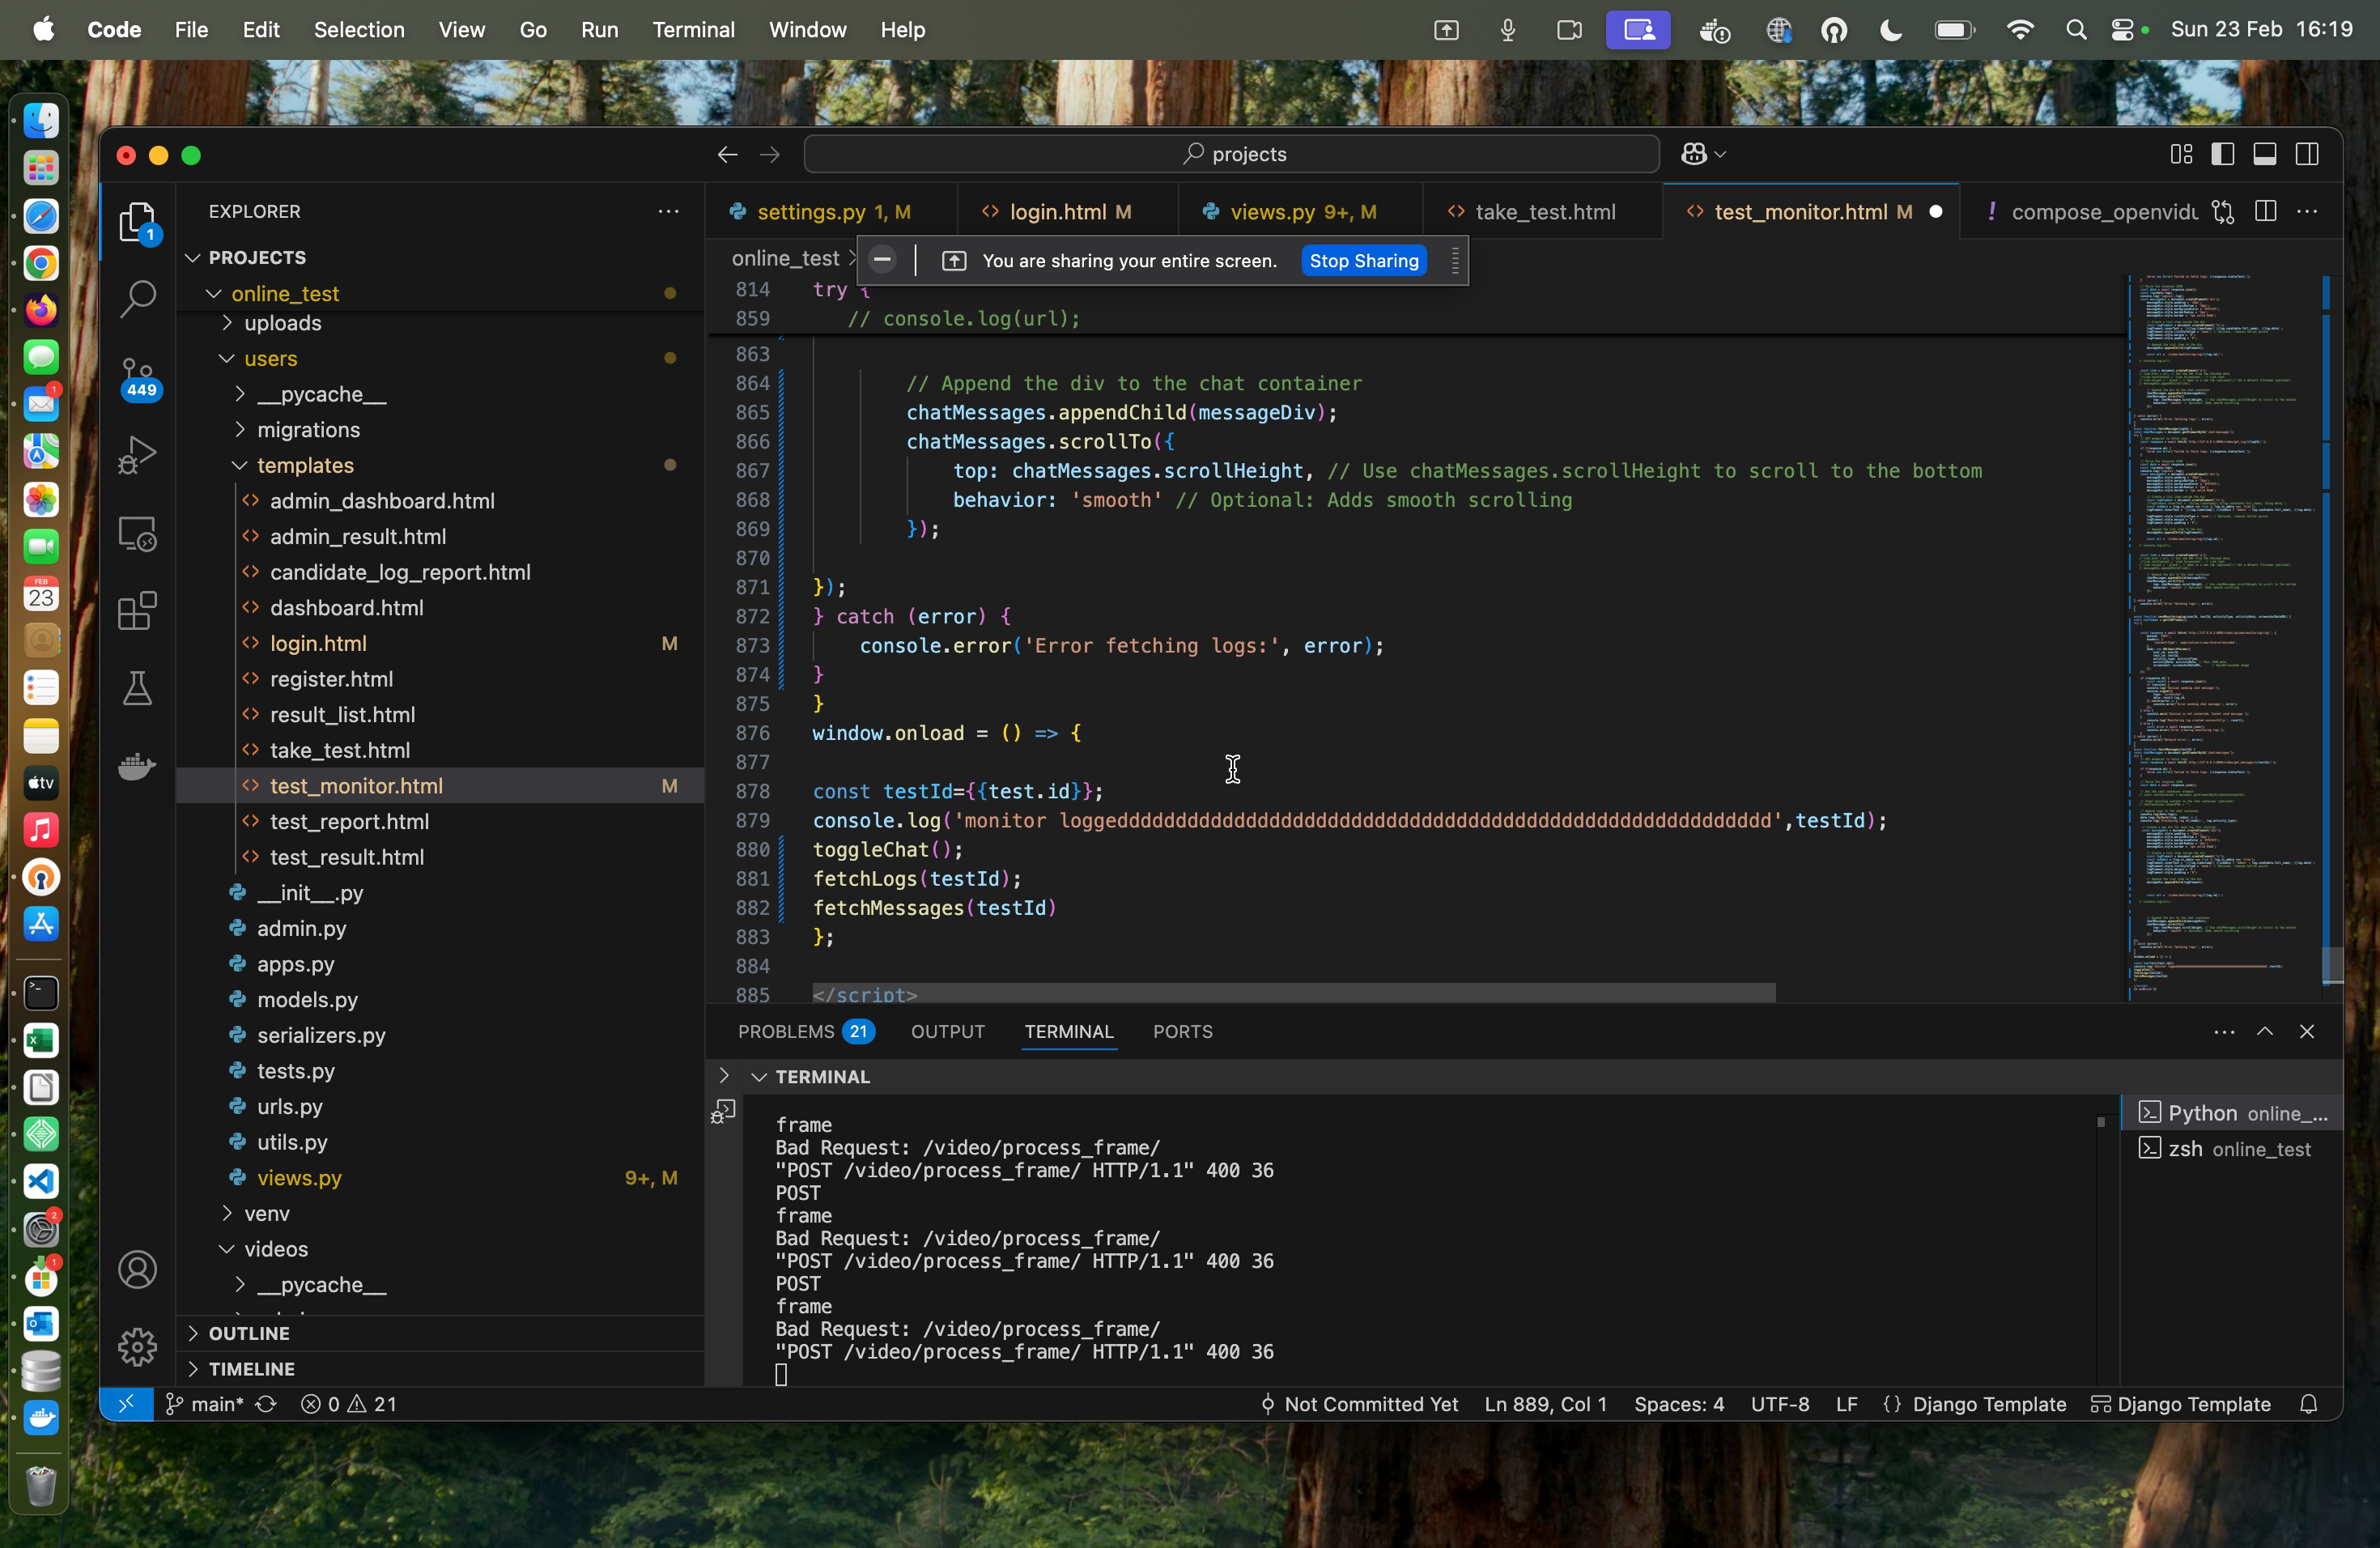 Code File Edit Selection View Go Run Terminal Window Help Sun 23 Feb 16:19
projects
EXPLORER
settings.py 1, M
login.html M
views.py 9+, M
take_test.html
test_monitor.html M
compose_openvidu
PROJECTS
online_test
uploads
users
__pycache__
migrations
templates
admin_dashboard.html
admin_result.html
candidate_log_report.html
dashboard.html
login.html M
register.html
result_list.html
take_test.html
test_monitor.html M
test_report.html
test_result.html
__init__.py
admin.py
apps.py
models.py
serializers.py
tests.py
urls.py
utils.py
views.py 9+, M
venv
videos
__pycache__
OUTLINE
TIMELINE
1
449
FEB
23
tv
online_test >
You are sharing your entire screen. Stop Sharing
814 try {
859 // console.log(url);
863
864 // Append the div to the chat container
865 chatMessages.appendChild(messageDiv);
866 chatMessages.scrollTo({
867 top: chatMessages.scrollHeight, // Use chatMessages.scrollHeight to scroll to the bottom
868 behavior: 'smooth' // Optional: Adds smooth scrolling
869 });
870
871 });
872 } catch (error) {
873 console.error('Error fetching logs:', error);
874 }
875 }
876 window.onload = () => {
877
878 const testId={{test.id}};
879 console.log('monitor loggedddddddddddddddddddddddddddddddddddddddddddddddddddddddd',testId);
880 toggleChat();
881 fetchLogs(testId);
882 fetchMessages(testId)
883 };
884
885 </script>
PROBLEMS 21 OUTPUT TERMINAL PORTS
TERMINAL
frame
Bad Request: /video/process_frame/
"POST /video/process_frame/ HTTP/1.1" 400 36
POST
frame
Bad Request: /video/process_frame/
"POST /video/process_frame/ HTTP/1.1" 400 36
POST
frame
Bad Request: /video/process_frame/
"POST /video/process_frame/ HTTP/1.1" 400 36
Python online_...
zsh online_test
main* 0 21 Not Committed Yet Ln 889, Col 1 Spaces: 4 UTF-8 LF {} Django Template Django Template